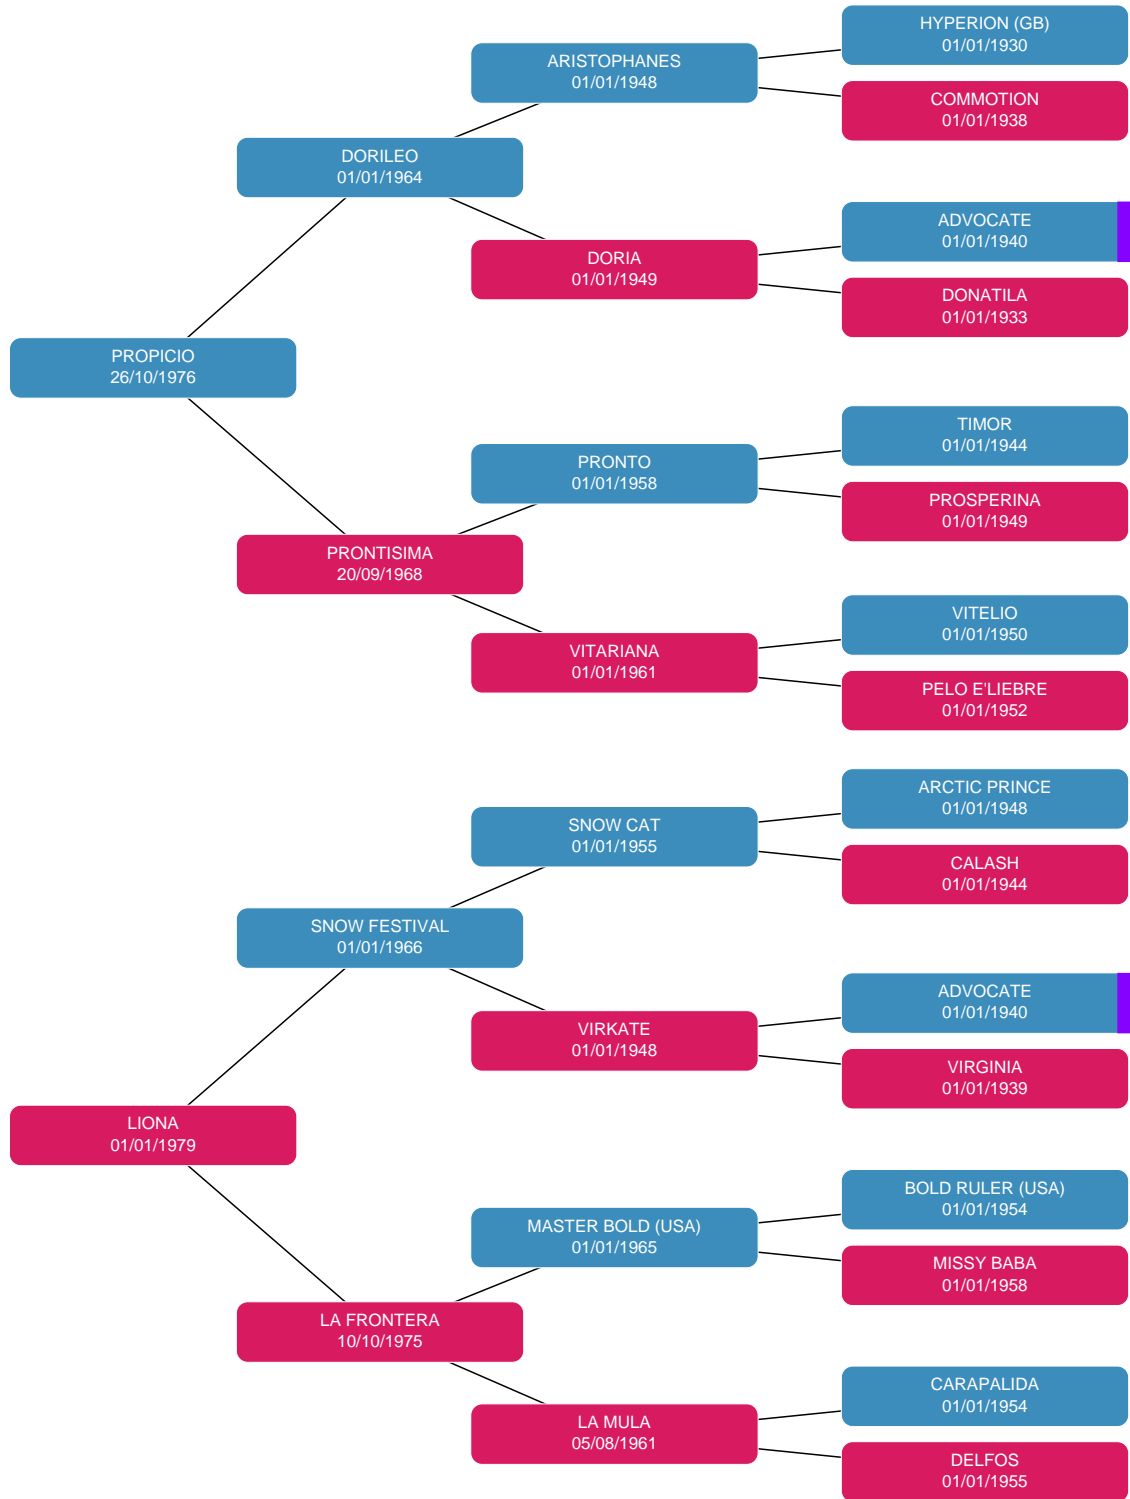 HYPERION (GB)
01/01/1930
ARISTOPHANES
01/01/1948
COMMOTION
01/01/1938
DORILEO
01/01/1964
ADVOCATE
01/01/1940
DORIA
01/01/1949
DONATILA
01/01/1933
PROPICIO
26/10/1976
TIMOR
01/01/1944
PRONTO
01/01/1958
PROSPERINA
01/01/1949
PRONTISIMA
20/09/1968
VITELIO
01/01/1950
VITARIANA
01/01/1961
PELO E'LIEBRE
01/01/1952
ARCTIC PRINCE
01/01/1948
SNOW CAT
01/01/1955
CALASH
01/01/1944
SNOW FESTIVAL
01/01/1966
ADVOCATE
01/01/1940
VIRKATE
01/01/1948
VIRGINIA
01/01/1939
LIONA
01/01/1979
BOLD RULER (USA)
01/01/1954
MASTER BOLD (USA)
01/01/1965
MISSY BABA
01/01/1958
LA FRONTERA
10/10/1975
CARAPALIDA
01/01/1954
LA MULA
05/08/1961
DELFOS
01/01/1955